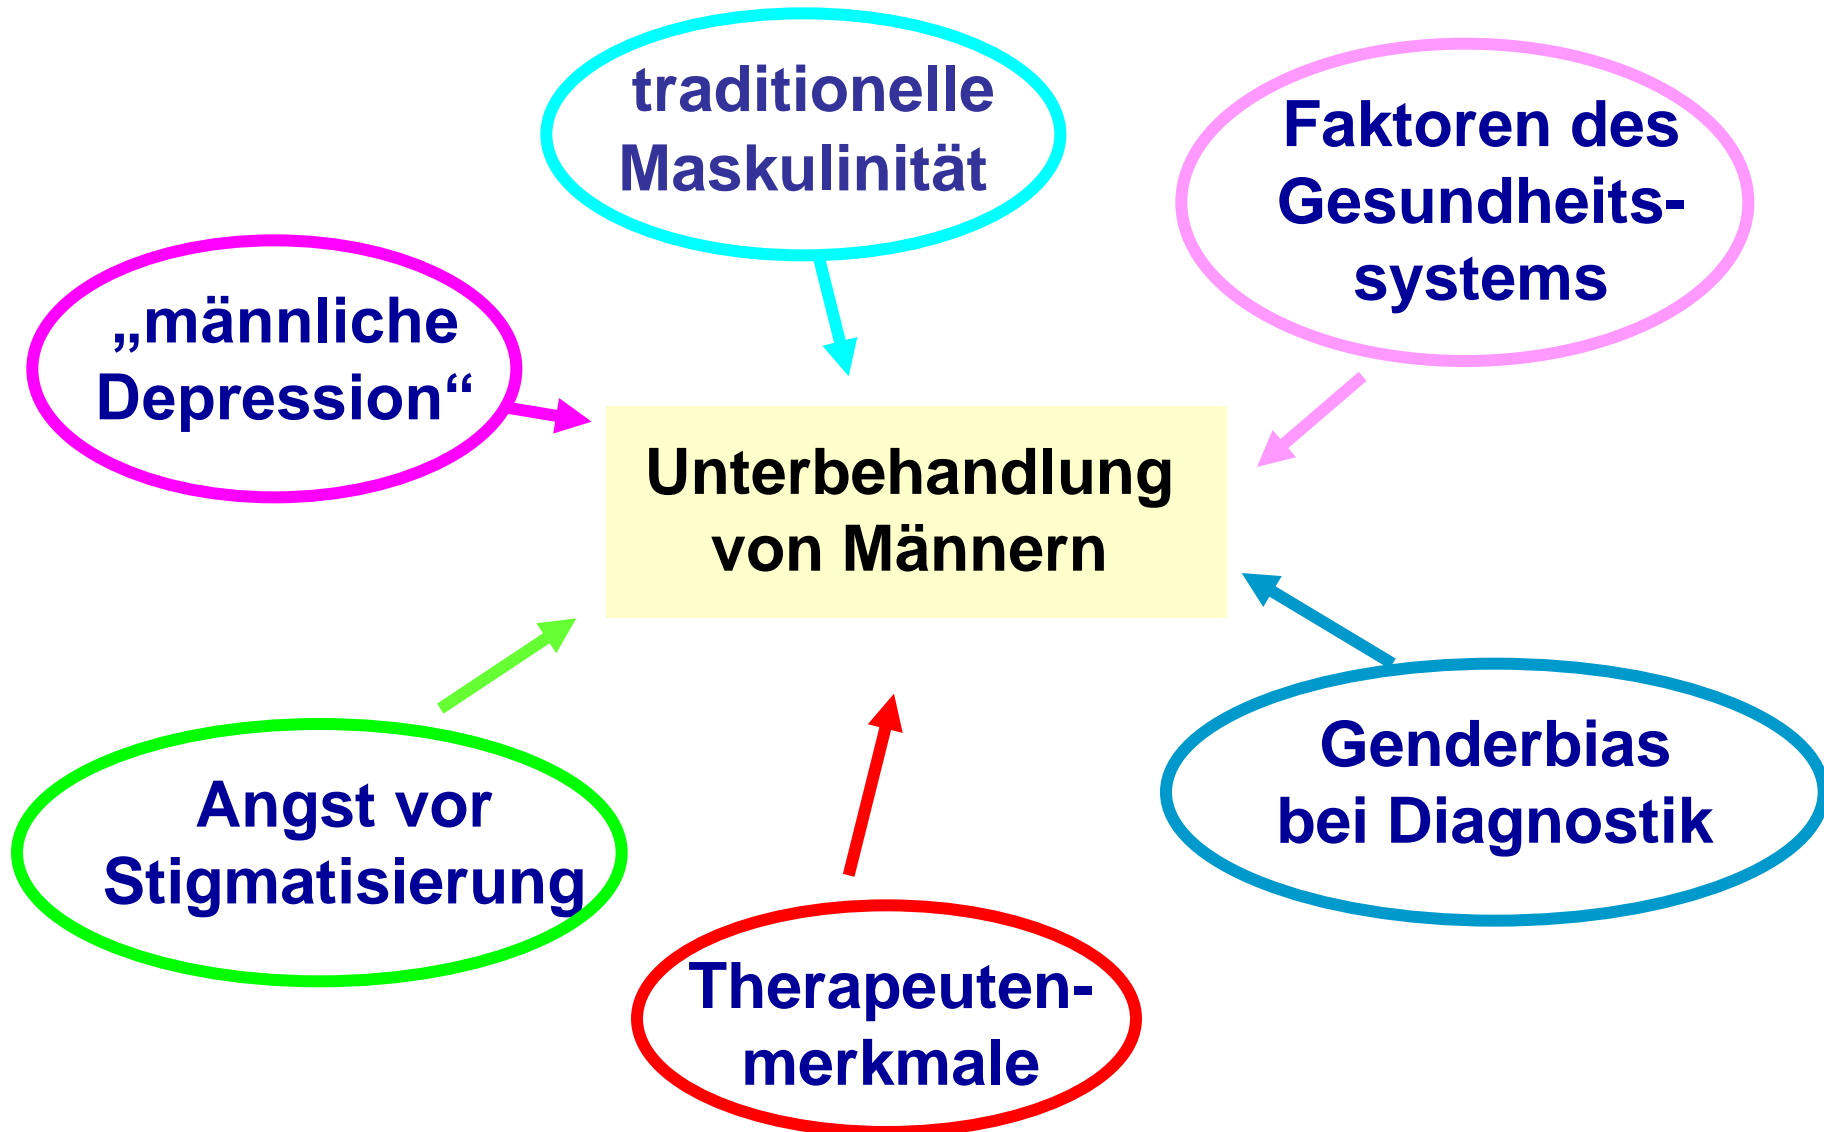 traditionelle
Maskulinität
Faktoren des
Gesundheits-
systems
„männliche
Depression“
Unterbehandlung
von Männern
Genderbias
bei Diagnostik
Angst vor
Stigmatisierung
Therapeuten-
merkmale